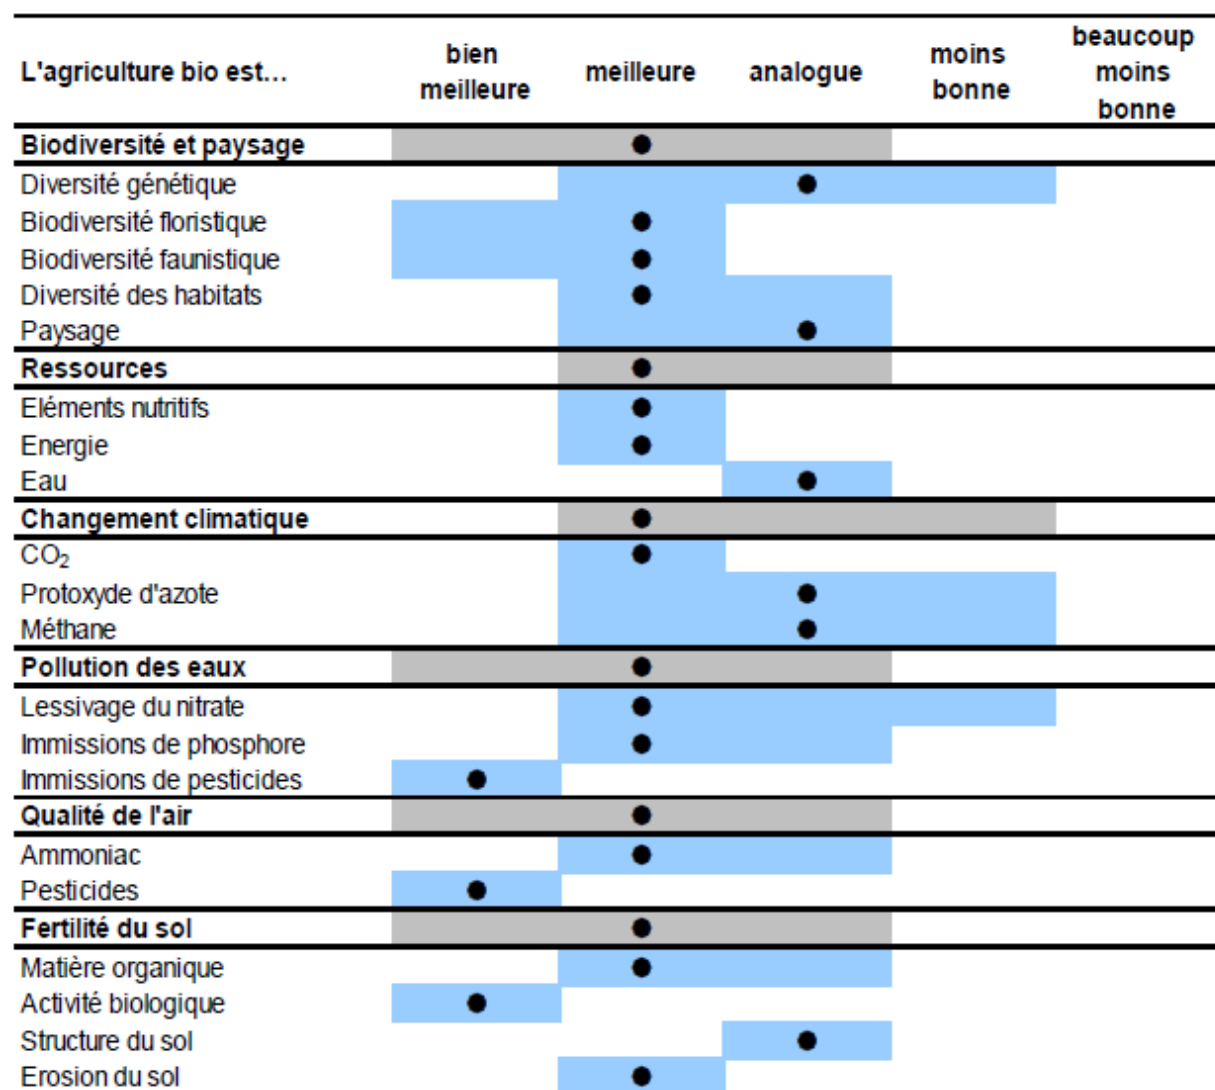 L'agriculture bio est...
bien
meilleure
meilleure
analogue
moins
bonne
beaucoup
moins
bonne
Biodiversité et paysage
Diversité génétique
Biodiversité floristique
Biodiversité faunistique
Diversité des habitats
Paysage
Ressources
Eléments nutritifs
Energie
Eau
Changement climatique
CO₂
Protoxyde d'azote
Méthane
Pollution des eaux
Lessivage du nitrate
Immissions de phosphore
Immissions de pesticides
Qualité de l'air
Ammoniac
Pesticides
Fertilité du sol
Matière organique
Activité biologique
Structure du sol
Erosion du sol